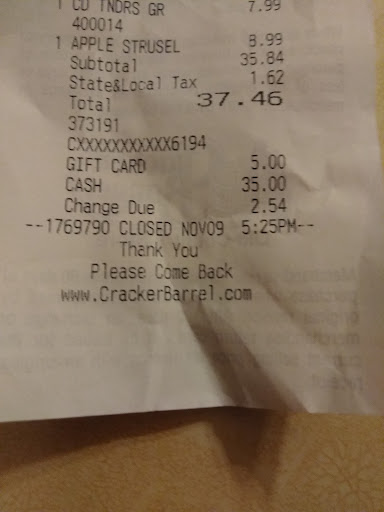 1 CD TNDRS GR 7.99
400014
1 APPLE STRUSEL 3.99
Subtotal 35.84
State&Local Tax 1.62
Total 37.46
373191
CXXXXXXXXXXX6194
GIFT CARD 5.00
CASH 35.00
Change Due 2.54
--1769790 CLOSED NOV09 5:25PM--
Thank You
Please Come Back
www.CrackerBarrel.com